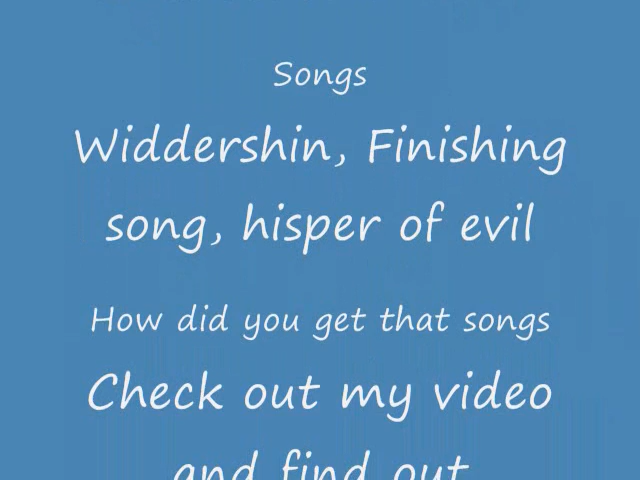 Songs
Widdershin, Finishing
song, hisper of evil
How did you get that songs
Check out my video
and find out